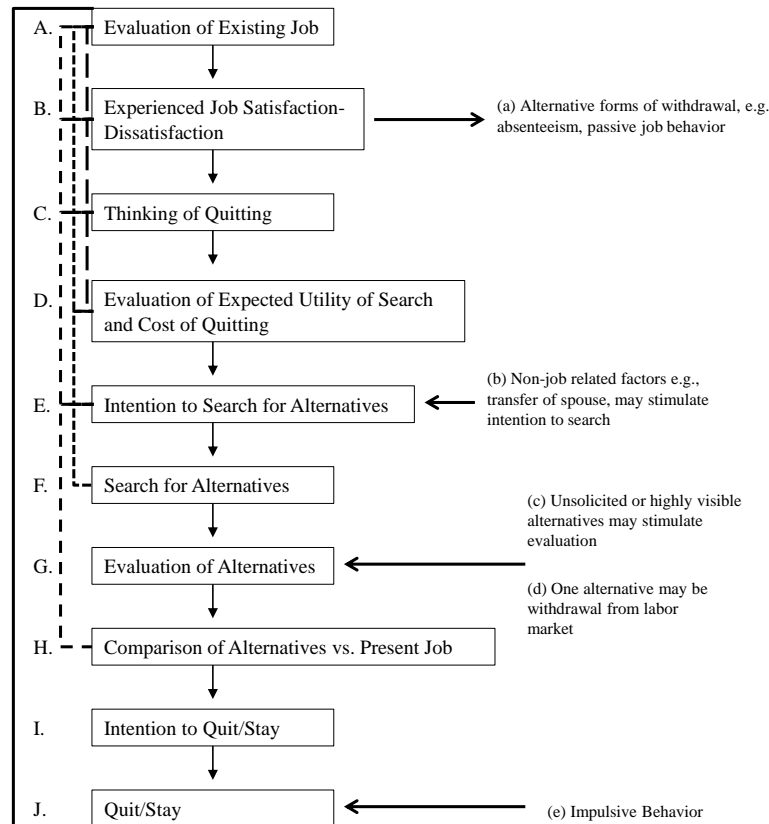 A.
Evaluation of Existing Job
B.
Experienced Job Satisfaction-
Dissatisfaction
(a) Alternative forms of withdrawal, e.g.
absenteeism, passive job behavior
C.
Thinking of Quitting
D.
Evaluation of Expected Utility of Search
and Cost of Quitting
E.
Intention to Search for Alternatives
(b) Non-job related factors e.g.,
transfer of spouse, may stimulate
intention to search
F.
Search for Alternatives
(c) Unsolicited or highly visible
alternatives may stimulate
evaluation
G.
Evaluation of Alternatives
(d) One alternative may be
withdrawal from labor
market
H.
Comparison of Alternatives vs. Present Job
I.
Intention to Quit/Stay
J.
Quit/Stay
(e) Impulsive Behavior